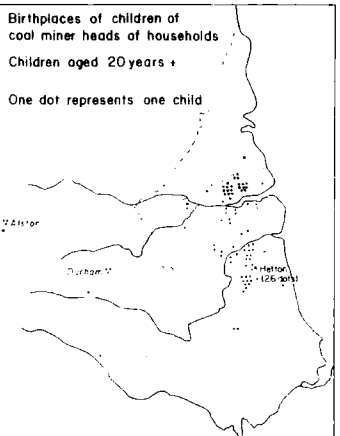 Birthplaces of children of
coal miner heads of households
Children aged 20 years +
One dot represents one child
Alston
Durham
Hetton
(26 dots)